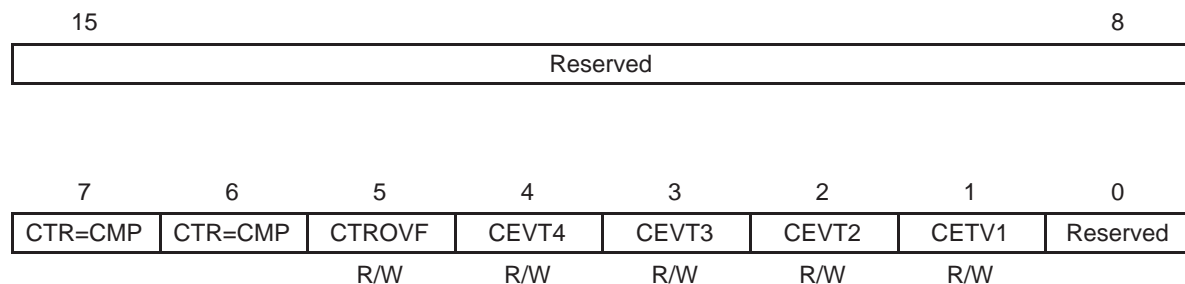 15 8
Reserved
7 6 5 4 3 2 1 0
CTR=CMP CTR=CMP CTROVF CEVT4 CEVT3 CEVT2 CETV1 Reserved
R/W R/W R/W R/W R/W